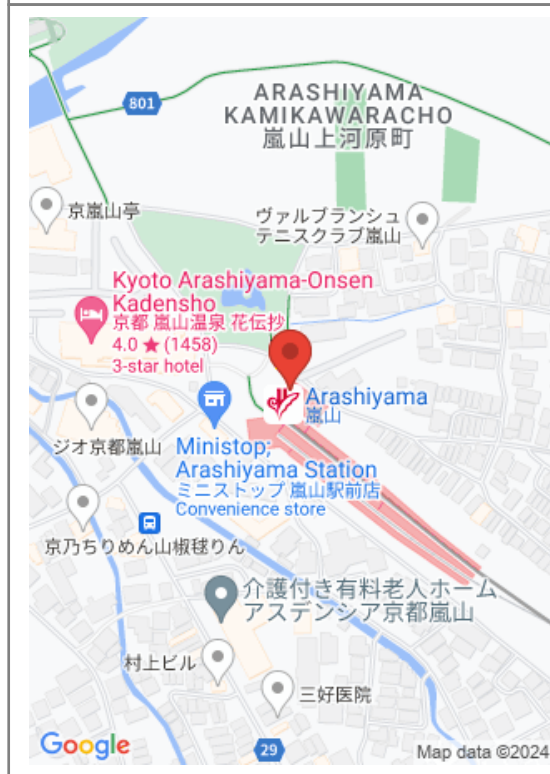 801
ARASHIYAMA
KAMIKAWARACHO
嵐山上河原町
京嵐山亭
ヴァルブランシュ
テニスクラブ嵐山
Kyoto Arashiyama-Onsen
Kadensho
京都 嵐山温泉 花伝抄
4.0 ★ (1458)
3-star hotel
Arashiyama
嵐山
ジオ京都嵐山
Ministop;
Arashiyama Station
ミニストップ 嵐山駅前店
Convenience store
京乃ちりめん山椒毬りん
介護付き有料老人ホーム
アスデンシア京都嵐山
村上ビル
三好医院
Google
29
Map data ©2024